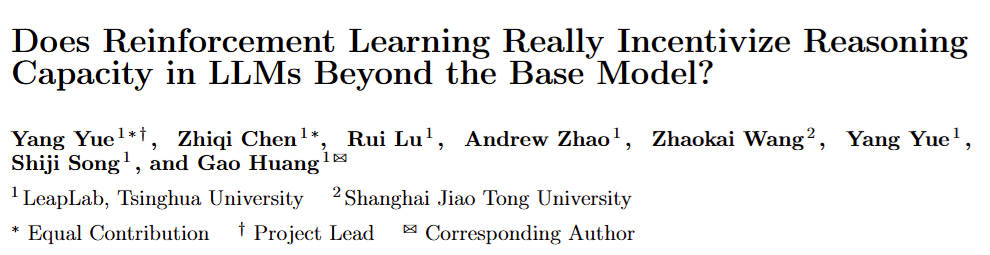 Does Reinforcement Learning Really Incentivize Reasoning
Capacity in LLMs Beyond the Base Model?
Yang Yue¹*†, Zhiqi Chen¹*, Rui Lu¹, Andrew Zhao¹, Zhaokai Wang², Yang Yue¹,
Shiji Song¹, and Gao Huang¹✉
¹ LeapLab, Tsinghua University ² Shanghai Jiao Tong University
* Equal Contribution † Project Lead ✉ Corresponding Author